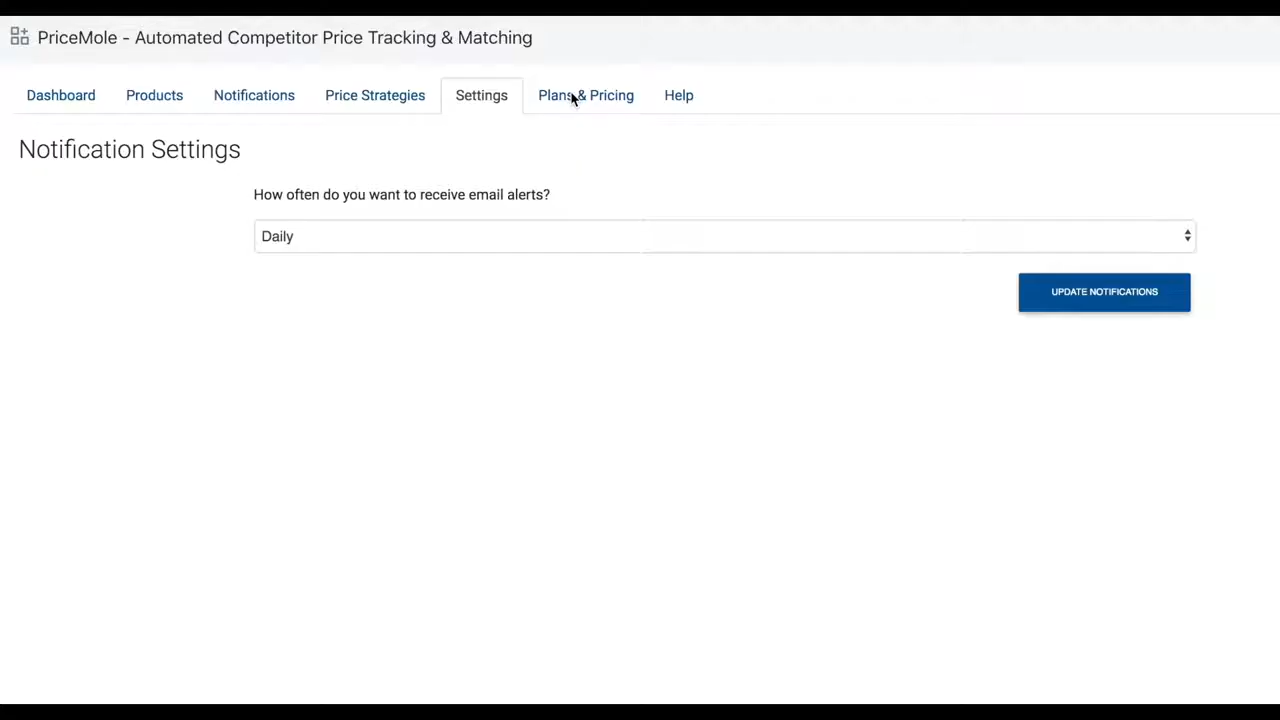 PriceMole - Automated Competitor Price Tracking & Matching
Dashboard Products Notifications Price Strategies Settings Plans & Pricing Help
Notification Settings
How often do you want to receive email alerts?
Daily
UPDATE NOTIFICATIONS